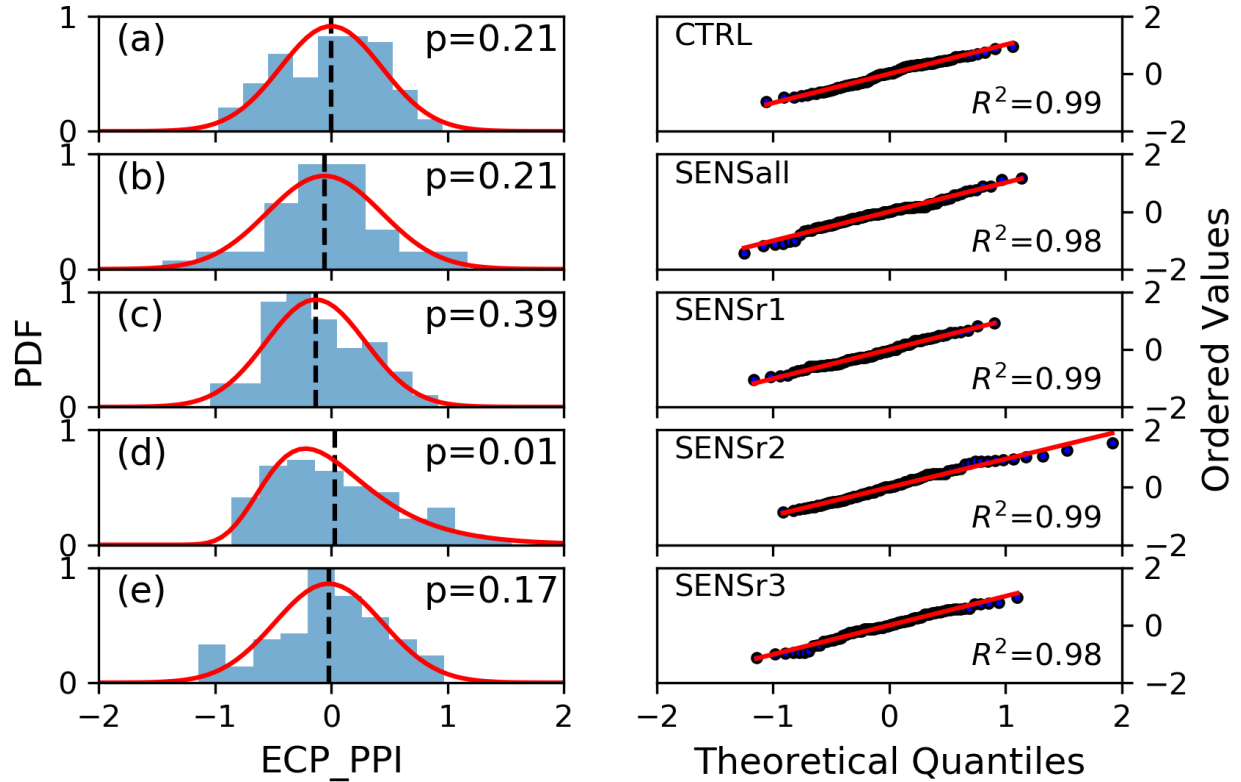 1
(a)
p=0.21
0
CTRL
R²=0.99
2
0
−2
1
(b)
p=0.21
0
SENSall
R²=0.98
2
0
−2
1
(c)
p=0.39
0
SENSr1
R²=0.99
2
0
−2
1
(d)
p=0.01
0
SENSr2
R²=0.99
2
0
−2
1
(e)
p=0.17
0
SENSr3
R²=0.98
2
0
−2
PDF
Ordered Values
−2 −1 0 1 2
−2 −1 0 1 2
ECP_PPI
Theoretical Quantiles